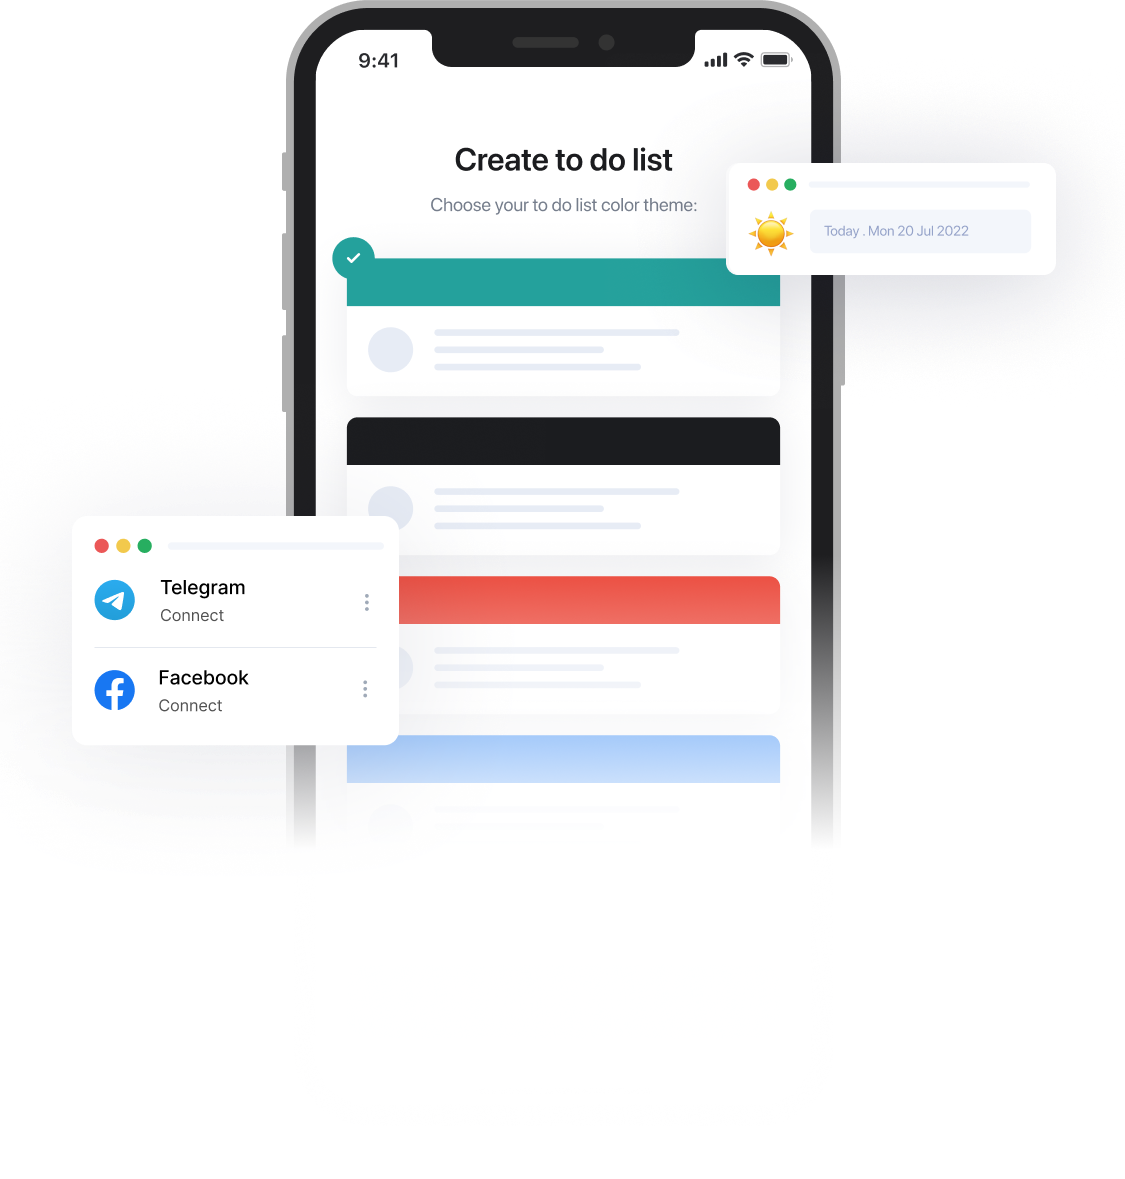 9:41
Create to do list
Choose your to do list color theme:
Today . Mon 20 Jul 2022
Telegram
Connect
Facebook
Connect